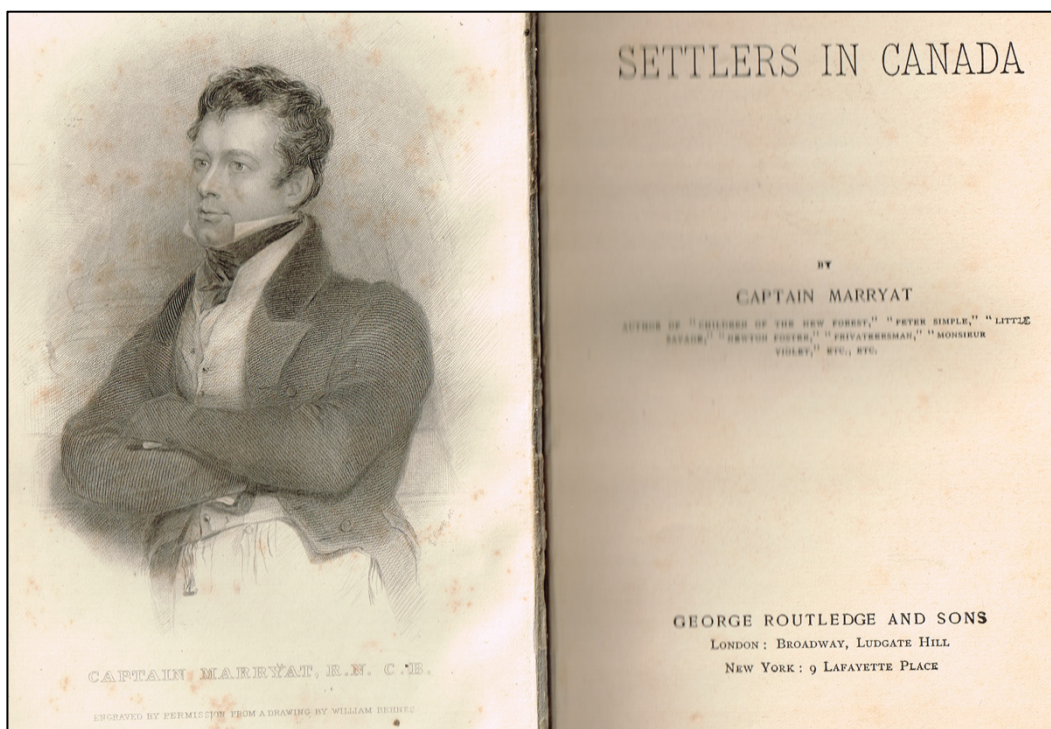 CAPTAIN MARRYAT, R.N. C.B.
ENGRAVED BY PERMISSION FROM A DRAWING BY WILLIAM BEHNES
SETTLERS IN CANADA
BY
CAPTAIN MARRYAT
AUTHOR OF "CHILDREN OF THE NEW FOREST," "PETER SIMPLE," "LITTLE
SAVAGE," "NEWTON FOSTER," "PRIVATEERSMAN," "MONSIEUR
VIOLET," ETC., ETC.
GEORGE ROUTLEDGE AND SONS
LONDON: BROADWAY, LUDGATE HILL
NEW YORK: 9 LAFAYETTE PLACE